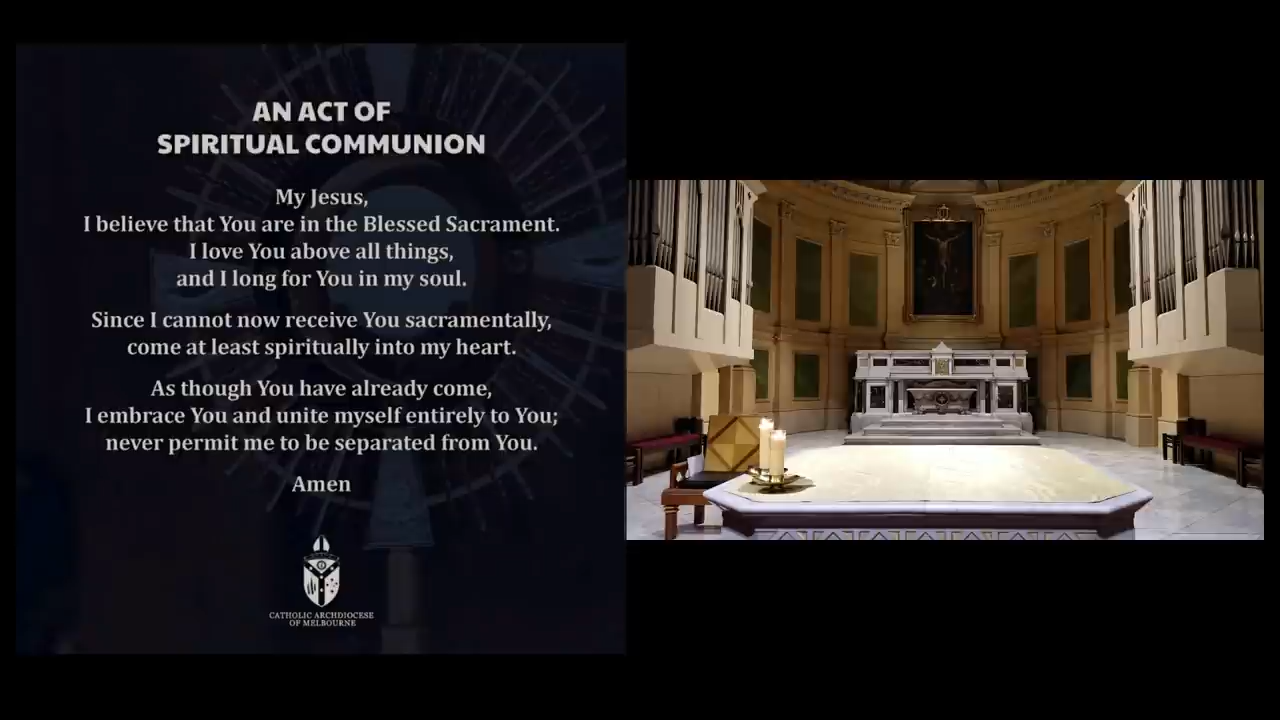 AN ACT OF
SPIRITUAL COMMUNION
My Jesus,
I believe that You are in the Blessed Sacrament.
I love You above all things,
and I long for You in my soul.
Since I cannot now receive You sacramentally,
come at least spiritually into my heart.
As though You have already come,
I embrace You and unite myself entirely to You;
never permit me to be separated from You.
Amen
CATHOLIC ARCHDIOCESE
OF MELBOURNE